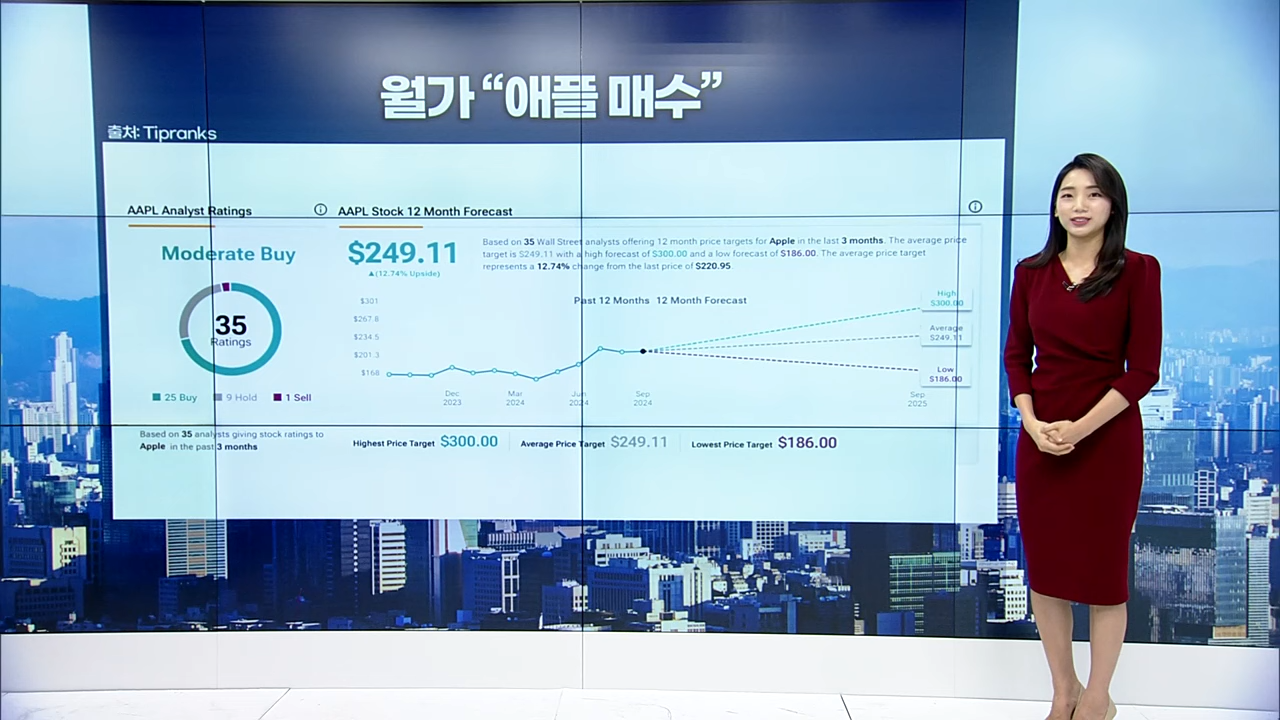 월가 “애플 매수”
출처: Tipranks
AAPL Analyst Ratings
AAPL Stock 12 Month Forecast
Moderate Buy
35
Ratings
25 Buy 9 Hold 1 Sell
Based on 35 analysts giving stock ratings to
Apple in the past 3 months
$249.11
▲(12.74% Upside)
Based on 35 Wall Street analysts offering 12 month price targets for Apple in the last 3 months. The average price
target is $249.11 with a high forecast of $300.00 and a low forecast of $186.00. The average price target
represents a 12.74% change from the last price of $220.95
Past 12 Months 12 Month Forecast
$301
$267.8
$234.5
$201.3
$168
Dec
2023
Mar
2024
Jun
2024
Sep
2024
Sep
2025
High
$300.00
Average
$249.11
Low
$186.00
Highest Price Target $300.00
Average Price Target $249.11
Lowest Price Target $186.00